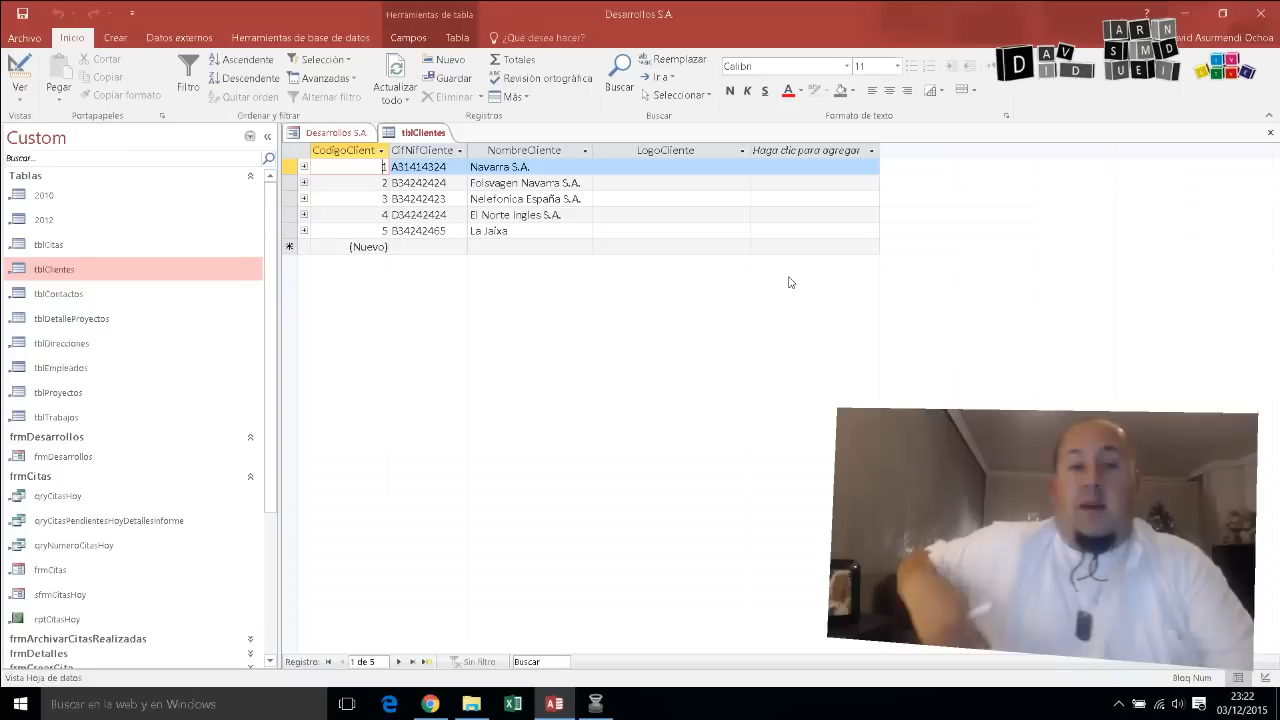 Herramientas de tabla
Desarrollos S.A.
?
Archivo
Inicio
Crear
Datos externos
Herramientas de base de datos
Campos
Tabla
¿Qué desea hacer?
vid Asurmendi Ochoa
DAVID
ARN
SMD
UEI
Ver
Vistas
Pegar
Cortar
Copiar
Copiar formato
Portapapeles
Filtro
Ascendente
Descendente
Quitar orden
Selección
Avanzadas
Alternar filtro
Ordenar y filtrar
Actualizar todo
Nuevo
Guardar
Eliminar
Totales
Revisión ortográfica
Más
Registros
Buscar
Reemplazar
Ir a
Seleccionar
Buscar
Calibri
11
N K S
Formato de texto
Custom
Buscar...
Tablas
2010
2012
tblCitas
tblClientes
tblContactos
tblDetalleProyectos
tblDirecciones
tblEmpleados
tblProyectos
tblTrabajos
frmDesarrollos
frmDesarrollos
frmCitas
qryCitasHoy
qryCitasPendientesHoyDetallesInforme
qryNumeroCitasHoy
frmCitas
sfrmCitasHoy
rptCitasHoy
frmArchivarCitasRealizadas
frmDetalles
frmCrearCita
Desarrollos S.A.
tblClientes
CodigoClient CifNifCliente NombreCliente LogoCliente Haga clic para agregar
1 A31414324 Navarra S.A.
2 B34242424 Folsvagen Navarra S.A.
3 B34242423 Nelefonica España S.A.
4 D34242424 El Norte Ingles S.A.
5 B34242465 La Jaixa
(Nuevo)
Registro: 1 de 5 Sin filtro Buscar
Vista Hoja de datos
Bloq Num
Buscar en la web y en Windows
23:22
03/12/2015